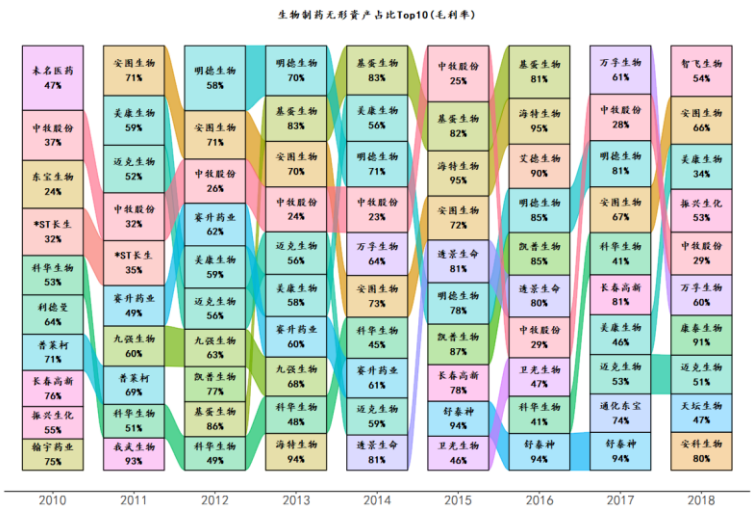 生物制药无形资产占比Top10(毛利率)
未名医药
47%
中牧股份
37%
东宝生物
24%
*ST长生
32%
科华生物
53%
利德曼
64%
普莱柯
71%
长春高新
76%
振兴生化
55%
翰宇药业
75%
安图生物
71%
美康生物
59%
迈克生物
52%
中牧股份
32%
*ST长生
35%
赛升药业
49%
九强生物
60%
普莱柯
69%
科华生物
51%
我武生物
93%
明德生物
58%
安图生物
71%
中牧股份
26%
赛升药业
62%
美康生物
59%
迈克生物
56%
九强生物
63%
凯普生物
77%
基蛋生物
86%
科华生物
49%
明德生物
70%
基蛋生物
83%
安图生物
70%
中牧股份
24%
迈克生物
56%
美康生物
58%
赛升药业
60%
九强生物
68%
科华生物
48%
海特生物
94%
基蛋生物
83%
美康生物
56%
明德生物
71%
中牧股份
23%
万孚生物
64%
安图生物
73%
科华生物
45%
赛升药业
61%
迈克生物
59%
透景生命
81%
中牧股份
25%
基蛋生物
82%
海特生物
95%
安图生物
72%
透景生命
81%
明德生物
78%
凯普生物
87%
长春高新
78%
舒泰神
94%
卫光生物
46%
基蛋生物
81%
海特生物
95%
艾德生物
90%
明德生物
85%
凯普生物
85%
透景生命
80%
中牧股份
29%
卫光生物
47%
科华生物
41%
舒泰神
94%
万孚生物
61%
中牧股份
28%
明德生物
81%
安图生物
67%
科华生物
41%
长春高新
81%
美康生物
46%
迈克生物
53%
通化东宝
74%
舒泰神
94%
智飞生物
54%
安图生物
66%
美康生物
34%
振兴生化
53%
中牧股份
29%
万孚生物
60%
康泰生物
91%
迈克生物
51%
天坛生物
47%
安科生物
80%
2010 2011 2012 2013 2014 2015 2016 2017 2018